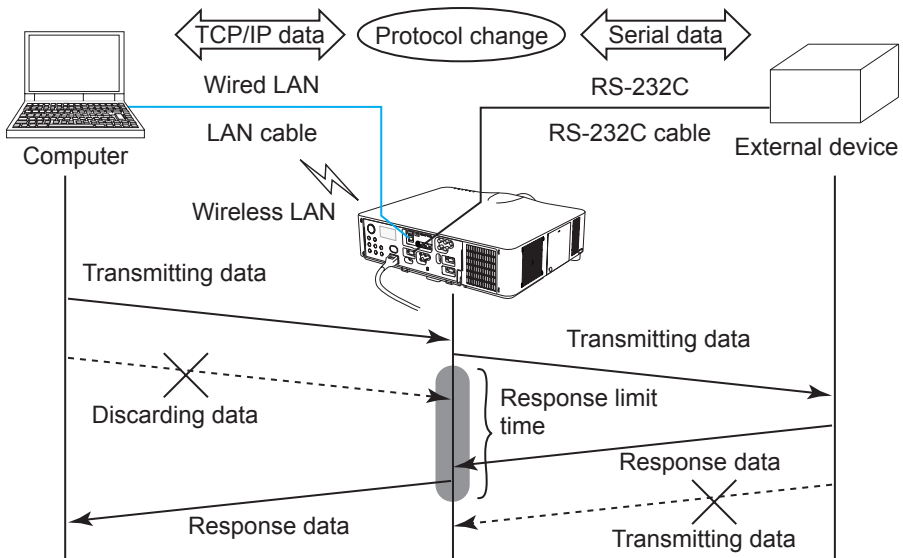 TCP/IP data
Protocol change
Serial data
Wired LAN
RS-232C
LAN cable
RS-232C cable
Computer
External device
Wireless LAN
Transmitting data
Transmitting data
Discarding data
Response limit
time
Response data
Response data
Transmitting data